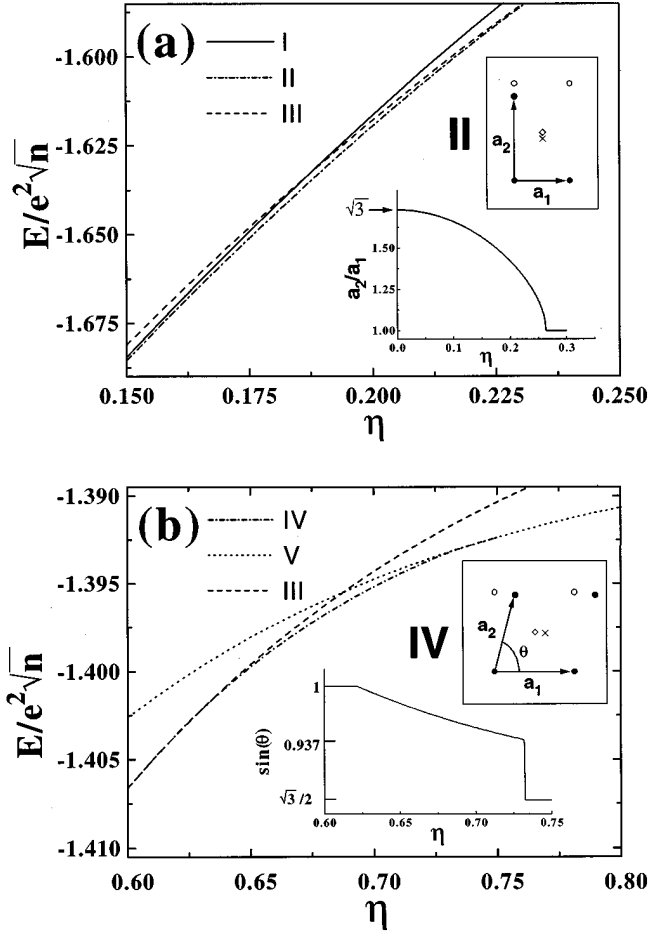 (a)
I
II
III
E/e²√n
-1.600
-1.625
-1.650
-1.675
0.150
0.175
0.200
0.225
0.250
η
II
a₂
a₁
√3
1.50
1.25
1.00
a₂/a₁
0.0
0.1
0.2
0.3
η
(b)
IV
V
III
E/e²√n
-1.390
-1.395
-1.400
-1.405
-1.410
0.60
0.65
0.70
0.75
0.80
η
IV
a₂
θ
a₁
1
0.937
√3/2
sin(θ)
0.60
0.65
0.70
0.75
η